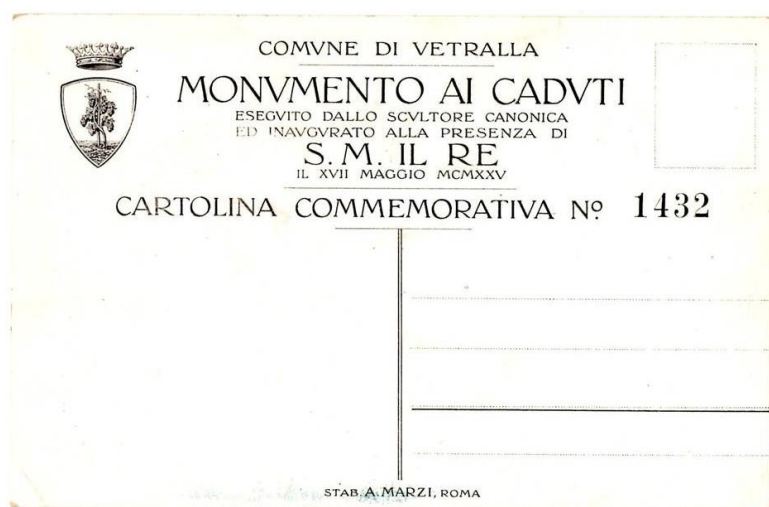 COMVNE DI VETRALLA
MONVMENTO AI CADVTI
ESEGVITO DALLO SCVLTORE CANONICA
ED INAVGVRATO ALLA PRESENZA DI
S. M. IL RE
IL XVII MAGGIO MCMXXV
CARTOLINA COMMEMORATIVA Nº 1432
STAB. A. MARZI, ROMA